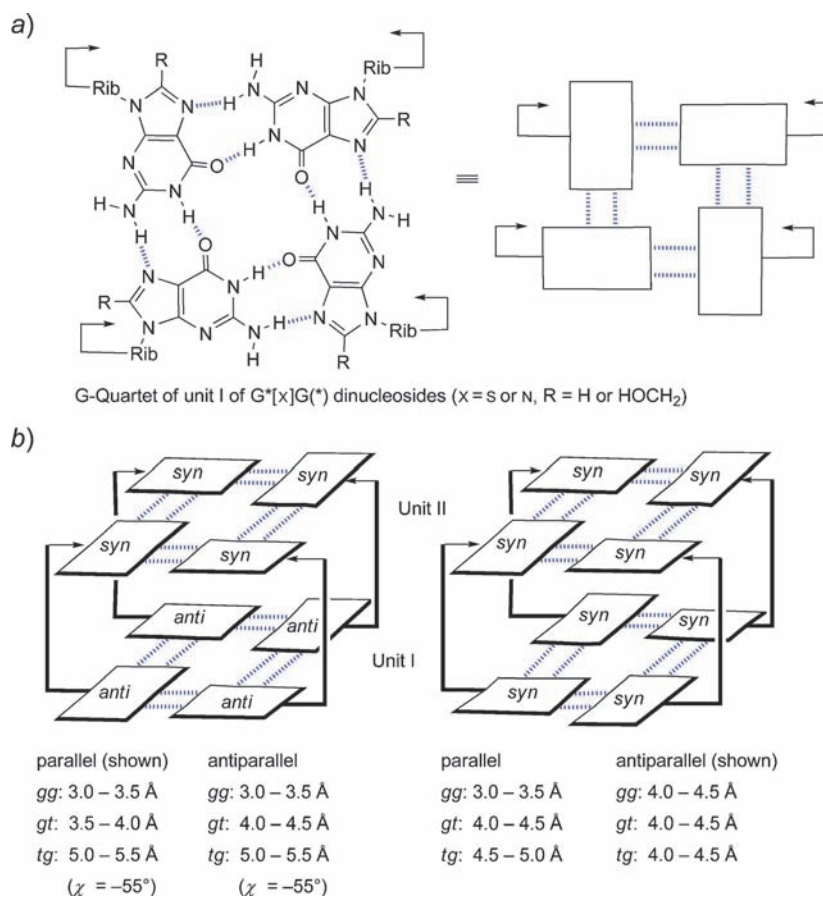 a)
R H Rib
Rib H N N N
N N H R
N H N N
N O O H
H N H H H N
H N H H N
H O N N
N N H O N
R N N H N N
H Rib N H N N Rib
H R
≡
G-Quartet of unit I of G*[x]G(*) dinucleosides (x = S or N, R = H or HOCH₂)
b)
syn syn
syn syn
anti anti
anti anti
Unit II
Unit I
syn syn
syn syn
syn syn
syn syn
parallel (shown) antiparallel parallel antiparallel (shown)
gg: 3.0 – 3.5 Å gg: 3.0 – 3.5 Å gg: 3.0 – 3.5 Å gg: 4.0 – 4.5 Å
gt: 3.5 – 4.0 Å gt: 4.0 – 4.5 Å gt: 4.0 – 4.5 Å gt: 4.0 – 4.5 Å
tg: 5.0 – 5.5 Å tg: 5.0 – 5.5 Å tg: 4.5 – 5.0 Å tg: 4.0 – 4.5 Å
(χ = –55°) (χ = –55°)